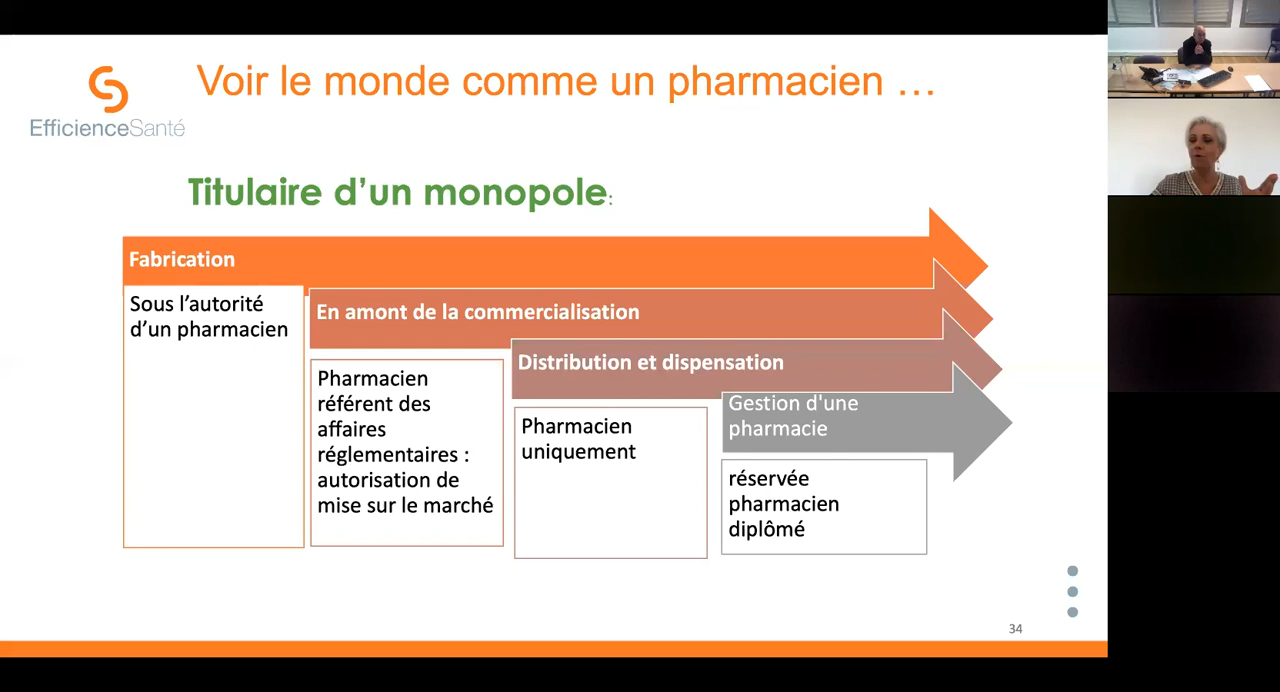 Voir le monde comme un pharmacien …
EfficienceSanté
Titulaire d’un monopole:
Fabrication
Sous l’autorité
d’un pharmacien
En amont de la commercialisation
Pharmacien
référent des
affaires
réglementaires :
autorisation de
mise sur le marché
Distribution et dispensation
Pharmacien
uniquement
Gestion d'une
pharmacie
réservée
pharmacien
diplômé
34